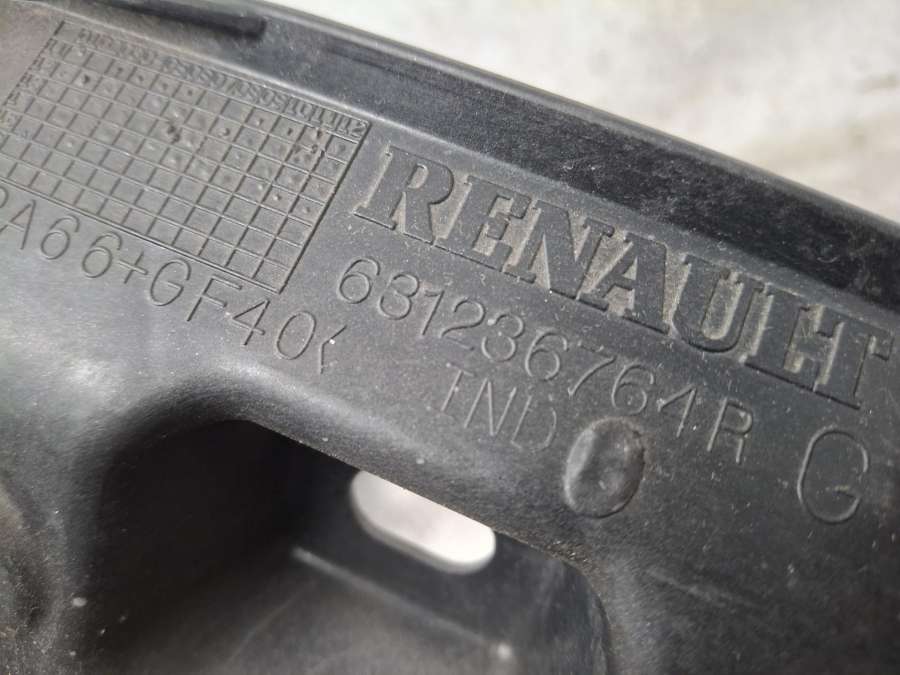 RENAULT
631236764R G
PA66+GF40<
IND